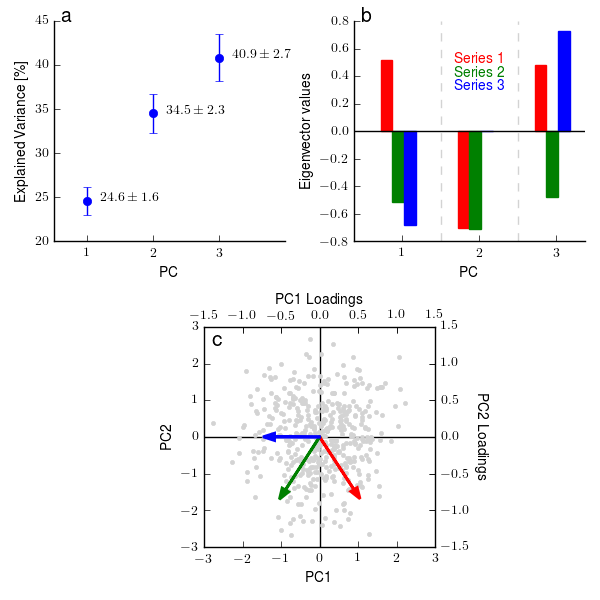 a
45
40
35
30
25
20
Explained Variance [%]
40.9 ± 2.7
34.5 ± 2.3
24.6 ± 1.6
1 2 3
PC
b
0.8
0.6
0.4
0.2
0.0
−0.2
−0.4
−0.6
−0.8
Eigenvector values
Series 1
Series 2
Series 3
1 2 3
PC
PC1 Loadings
−1.5 −1.0 −0.5 0.0 0.5 1.0 1.5
c
3
2
1
0
−1
−2
−3
PC2
1.5
1.0
0.5
0.0
−0.5
−1.0
−1.5
PC2 Loadings
−3 −2 −1 0 1 2 3
PC1